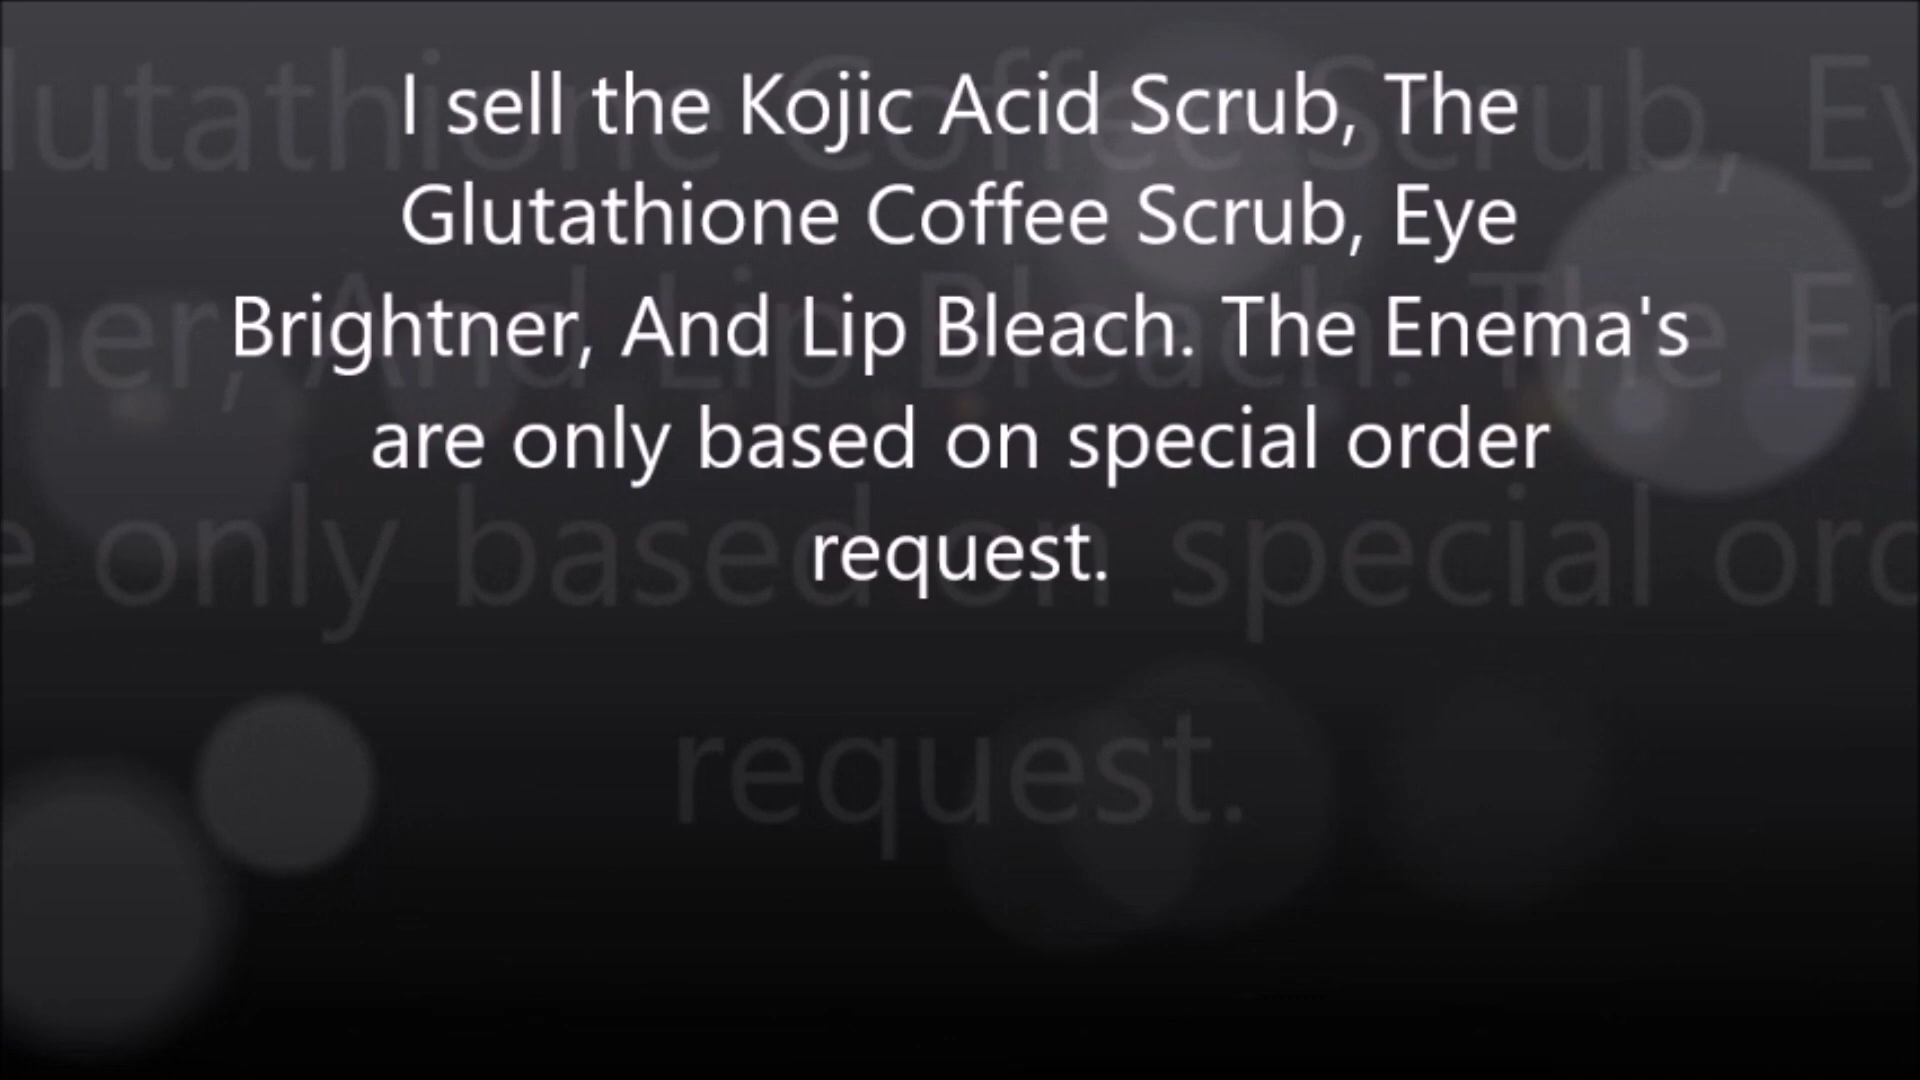 I sell the Kojic Acid Scrub, The
Glutathione Coffee Scrub, Eye
Brightner, And Lip Bleach. The Enema's
are only based on special order
request.